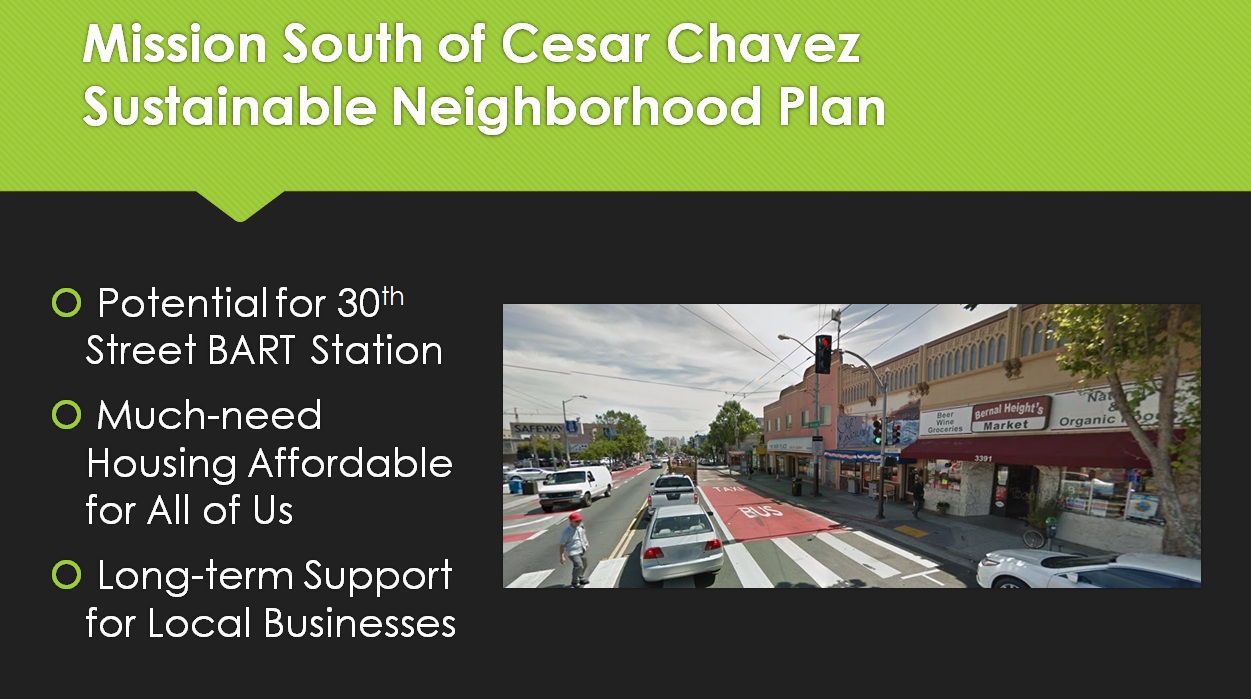 Mission South of Cesar Chavez
Sustainable Neighborhood Plan
Potential for 30th
Street BART Station
Much-need
Housing Affordable
for All of Us
Long-term Support
for Local Businesses
SAFEWAY
Beer
Wine
Groceries
Bernal Height's
Market
Organic
3391
TAXI
BUS